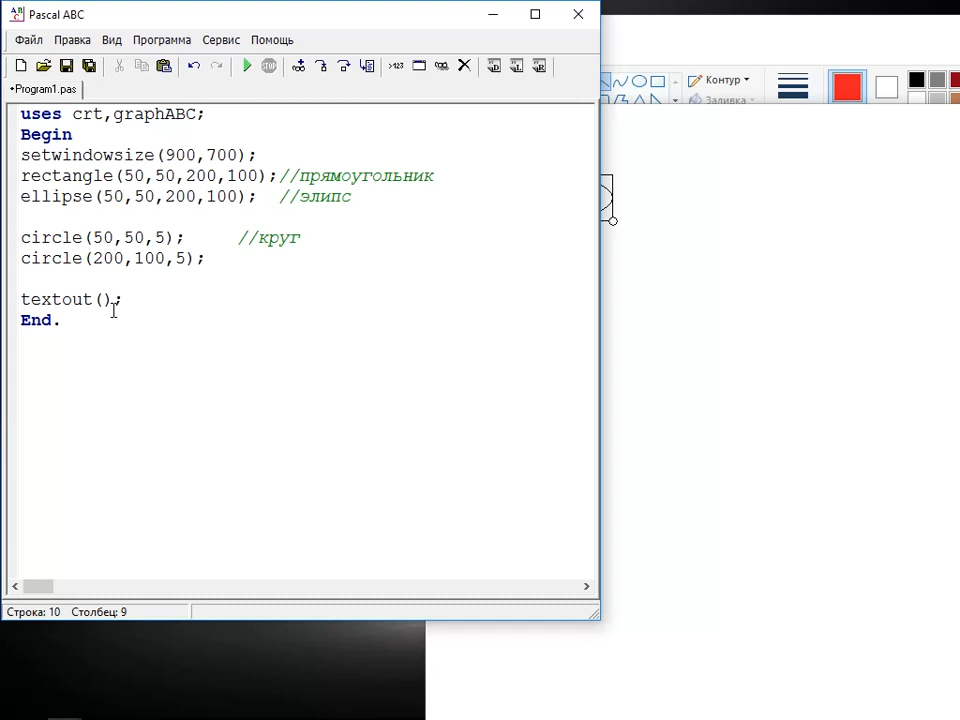 Pascal ABC
Файл Правка Вид Программа Сервис Помощь
•Program1.pas
uses crt,graphABC;
Begin
setwindowsize(900,700);
rectangle(50,50,200,100);//прямоугольник
ellipse(50,50,200,100); //элипс
circle(50,50,5); //круг
circle(200,100,5);
textout();
End.
Строка: 10 Столбец: 9
Контур
Заливка